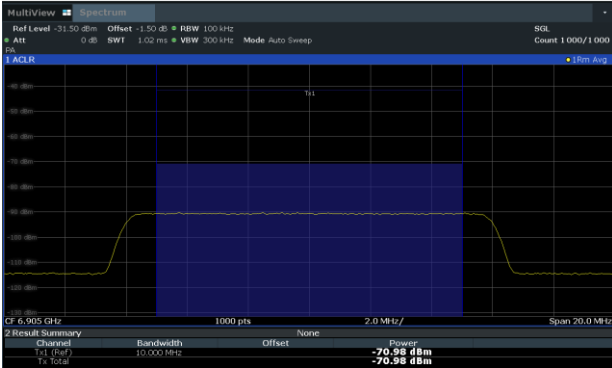 MultiView Spectrum
Ref Level -31.50 dBm Offset -1.50 dB RBW 100 kHz SGL
Att 0 dB SWT 1.02 ms VBW 300 kHz Mode Auto Sweep Count 1000/1000
PA
1 ACLR 1Rm Avg
-40 dBm
Tx1
-50 dBm
-60 dBm
-70 dBm
-80 dBm
-90 dBm
-100 dBm
-110 dBm
-120 dBm
-130 dBm
CF 6.905 GHz 1000 pts 2.0 MHz/ Span 20.0 MHz
2 Result Summary None
Channel Bandwidth Offset Power
Tx1 (Ref) 10.000 MHz -70.98 dBm
Tx Total -70.98 dBm